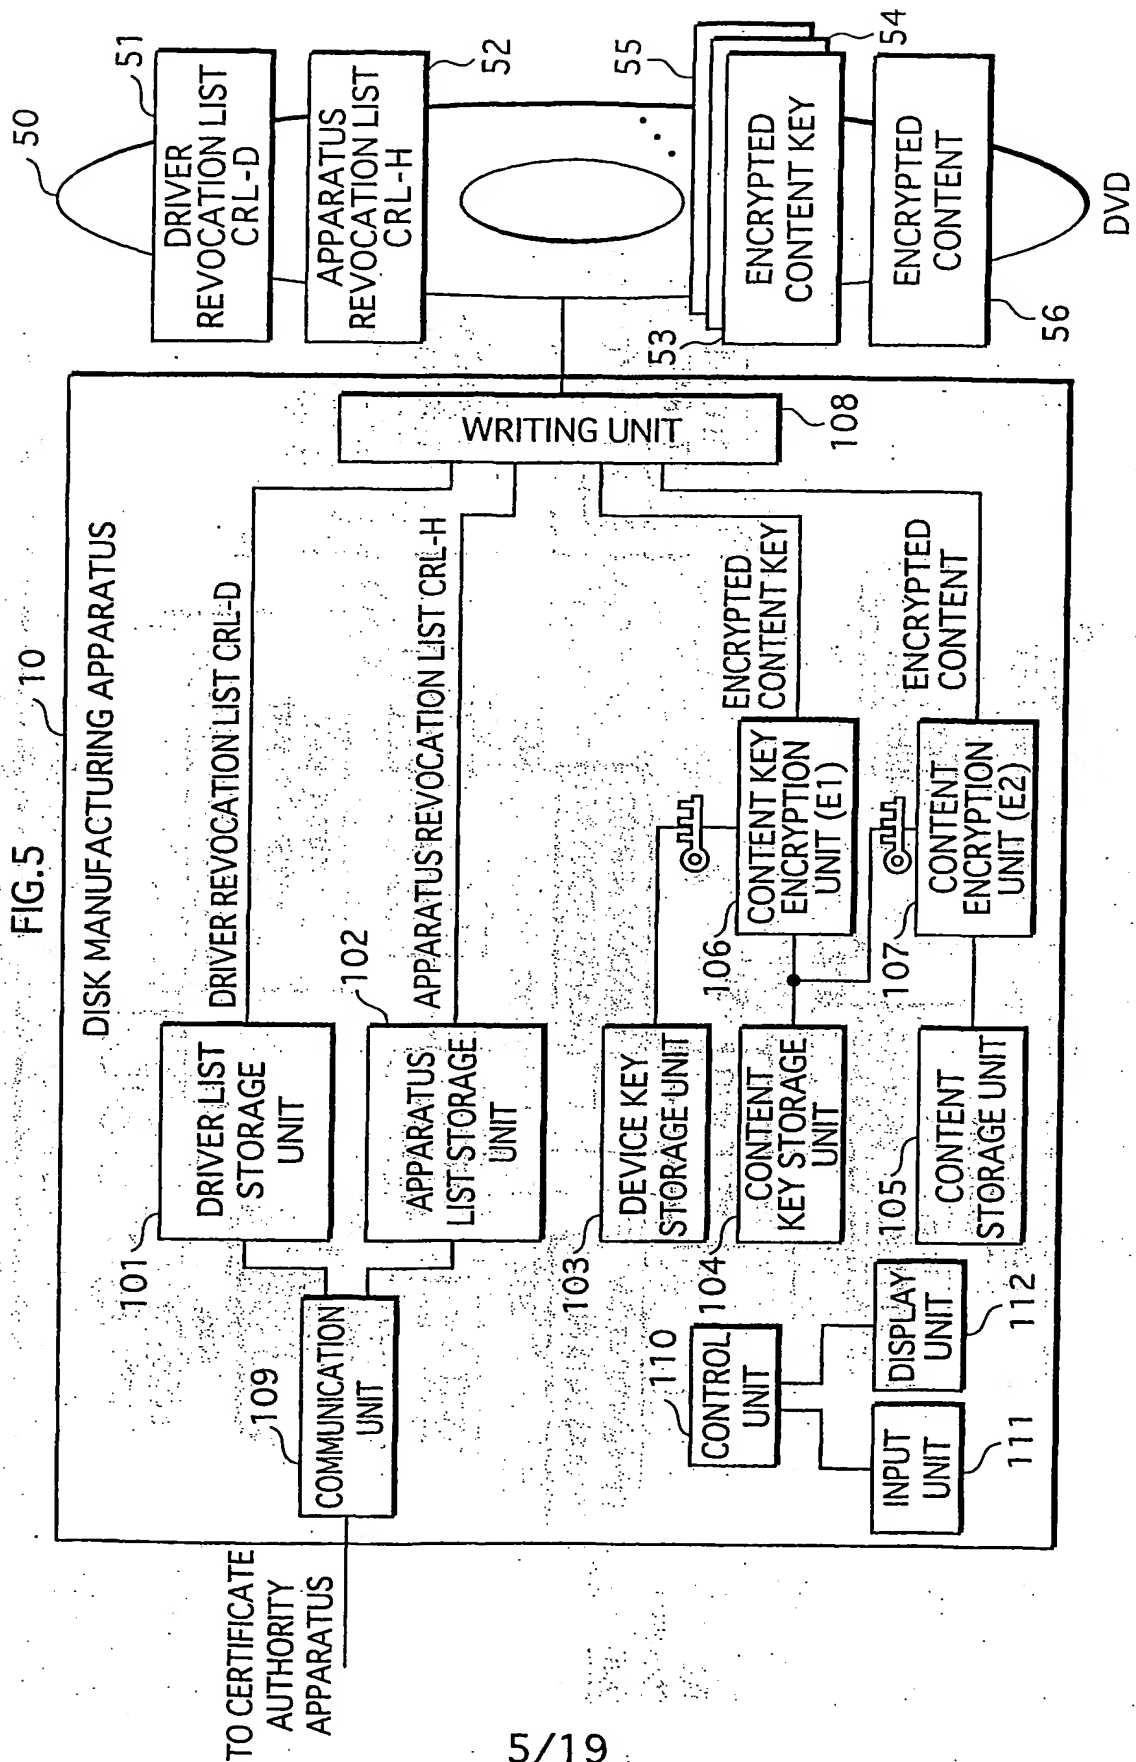 FIG.5
10
DISK MANUFACTURING APPARATUS
TO CERTIFICATE
AUTHORITY
APPARATUS
109
COMMUNICATION
UNIT
101
DRIVER LIST
STORAGE
UNIT
DRIVER REVOCATION LIST CRL-D
102
APPARATUS
LIST STORAGE
UNIT
APPARATUS REVOCATION LIST CRL-H
103
DEVICE KEY
STORAGE UNIT
104
CONTENT
KEY STORAGE
UNIT
105
CONTENT
STORAGE UNIT
106
CONTENT KEY
ENCRYPTION
UNIT (E1)
ENCRYPTED
CONTENT KEY
107
CONTENT
ENCRYPTION
UNIT (E2)
ENCRYPTED
CONTENT
WRITING UNIT
108
110
CONTROL
UNIT
INPUT
UNIT
111
DISPLAY
UNIT
112
50
51
DRIVER
REVOCATION LIST
CRL-D
52
APPARATUS
REVOCATION LIST
CRL-H
55
54
53
ENCRYPTED
CONTENT KEY
ENCRYPTED
CONTENT
56
DVD
5/19